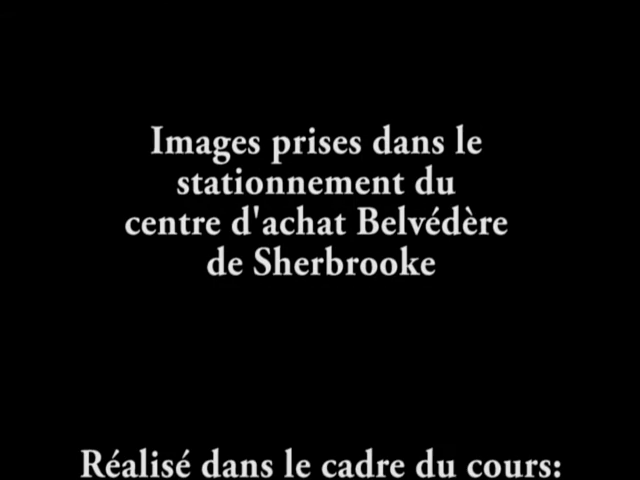 Images prises dans le
stationnement du
centre d'achat Belvédère
de Sherbrooke
Réalisé dans le cadre du cours: